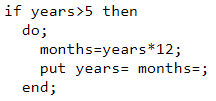 if years>5 then
do;
months=years*12;
put years= months=;
end;